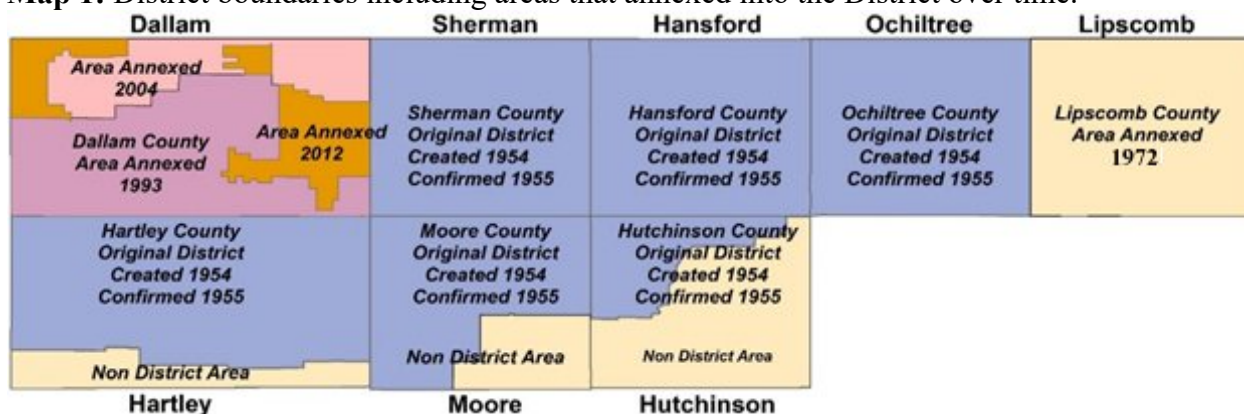 Map 1. District boundaries including areas that annexed into the District over time.
Dallam
Sherman
Hansford
Ochiltree
Lipscomb
Area Annexed
2004
Dallam County
Area Annexed
1993
Area Annexed
2012
Sherman County
Original District
Created 1954
Confirmed 1955
Hansford County
Original District
Created 1954
Confirmed 1955
Ochiltree County
Original District
Created 1954
Confirmed 1955
Lipscomb County
Area Annexed
1972
Hartley County
Original District
Created 1954
Confirmed 1955
Non District Area
Moore County
Original District
Created 1954
Confirmed 1955
Non District Area
Hutchinson County
Original District
Created 1954
Confirmed 1955
Non District Area
Hartley
Moore
Hutchinson